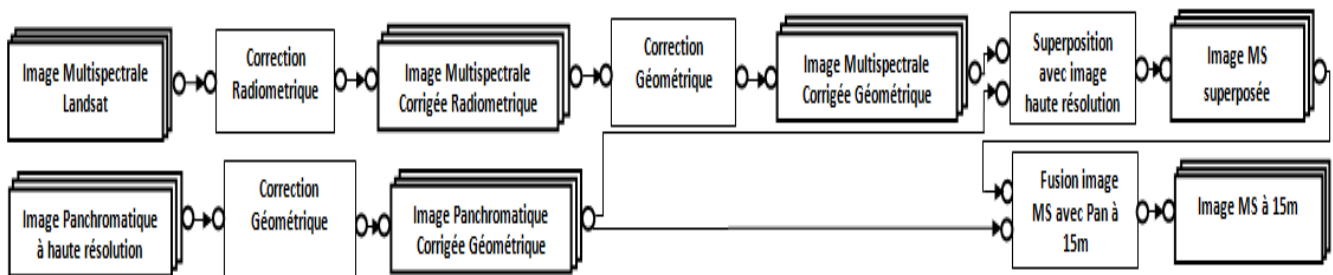 Image Multispectrale
Landsat
Correction
Radiometrique
Image Multispectrale
Corrigée Radiometrique
Correction
Géométrique
Image Multispectrale
Corrigée Géométrique
Superposition
avec image
haute résolution
Image MS
superposée
Image Panchromatique
à haute résolution
Correction
Géométrique
Image Panchromatique
Corrigée Géométrique
Fusion image
MS avec Pan à
15m
Image MS à 15m